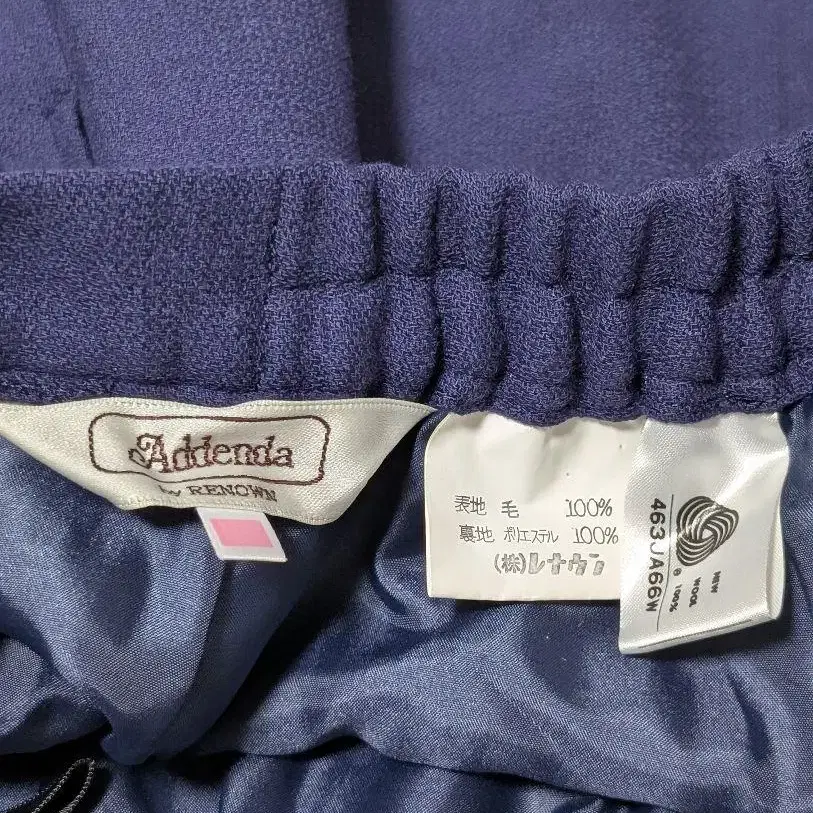 Addenda
by RENOWN
表地 毛 100%
裏地 ポリエステル 100%
(株)レナウン
463JA66W
NEW
WOOL
® 100%